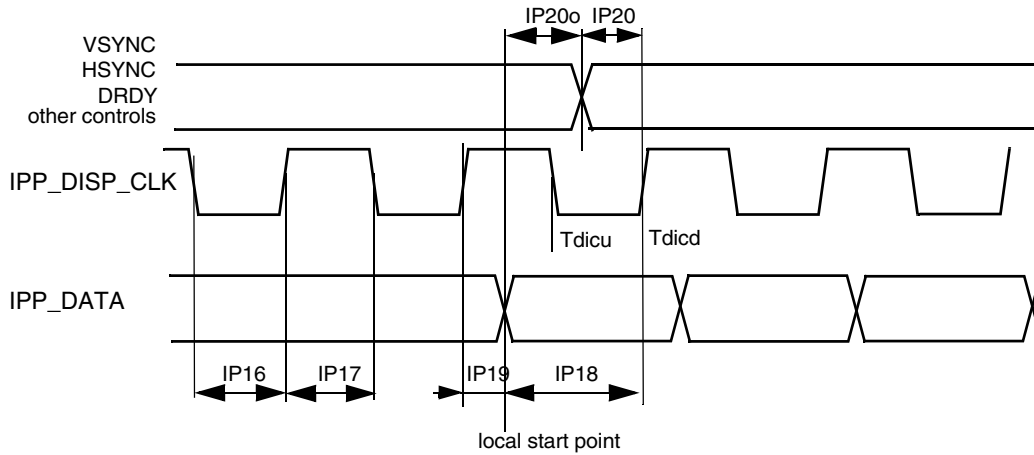 IP20o IP20
VSYNC
HSYNC
DRDY
other controls
IPP_DISP_CLK
Tdicu Tdicd
IPP_DATA
IP16 IP17 IP19 IP18
local start point